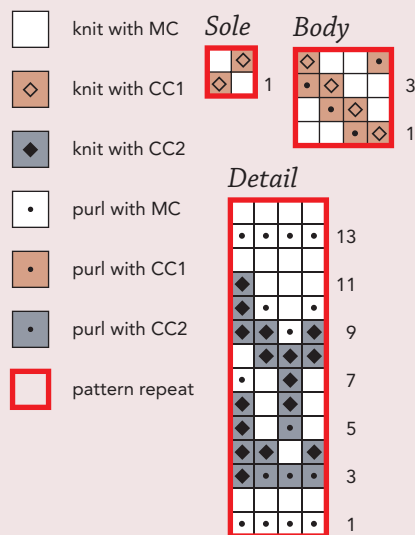 knit with MC
knit with CC1
knit with CC2
purl with MC
purl with CC1
purl with CC2
pattern repeat
Sole
1
Body
3
1
Detail
13
11
9
7
5
3
1